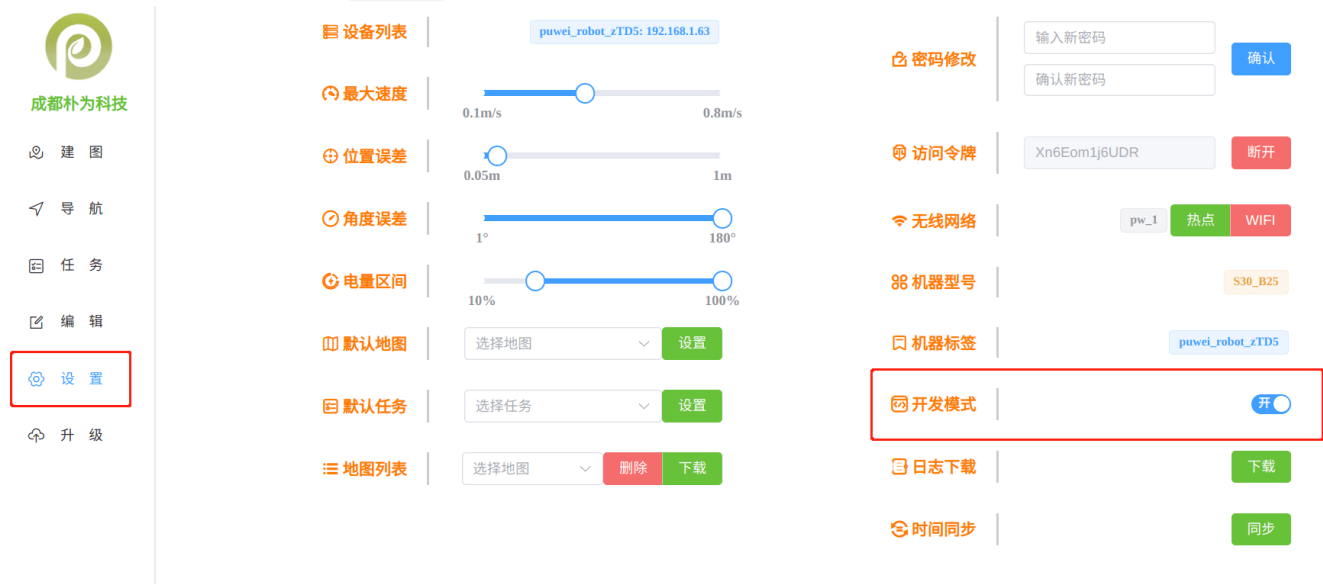 成都朴为科技
建 图
导 航
任 务
编 辑
设 置
升 级
设备列表
puwei_robot_zTD5: 192.168.1.63
最大速度
0.1m/s
0.8m/s
位置误差
0.05m
1m
角度误差
1°
180°
电量区间
10%
100%
默认地图
选择地图
设置
默认任务
选择任务
设置
地图列表
选择地图
删除
下载
密码修改
输入新密码
确认新密码
确认
访问令牌
Xn6Eom1j6UDR
断开
无线网络
pw_1
热点
WIFI
机器型号
S30_B25
机器标签
puwei_robot_zTD5
开发模式
开
日志下载
下载
时间同步
同步